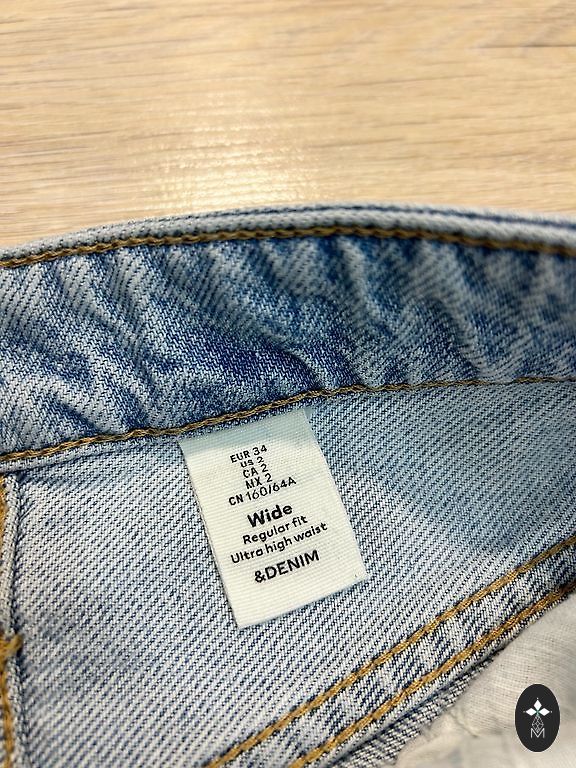 EUR 34
US 2
CA 2
MX 2
CN 160/64A
Wide
Regular fit
Ultra high waist
&DENIM
M